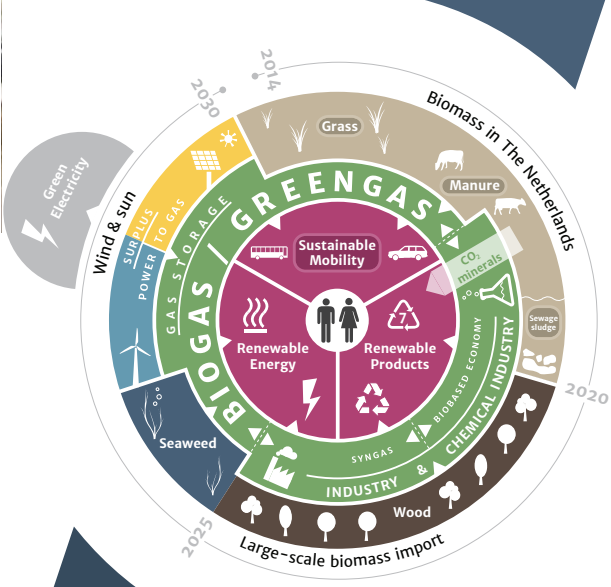 2014
2030
Biomass in The Netherlands
Grass
Manure
Green
Electricity
Wind & sun
SURPLUS
POWER TO GAS
GAS STORAGE
BIOGAS / GREENGAS
Sustainable
Mobility
CO₂
minerals
Sewage
sludge
7
Renewable
Energy
Renewable
Products
BIOBASED ECONOMY
INDUSTRY & CHEMICAL INDUSTRY
SYNGAS
2020
Seaweed
Wood
2025
Large-scale biomass import